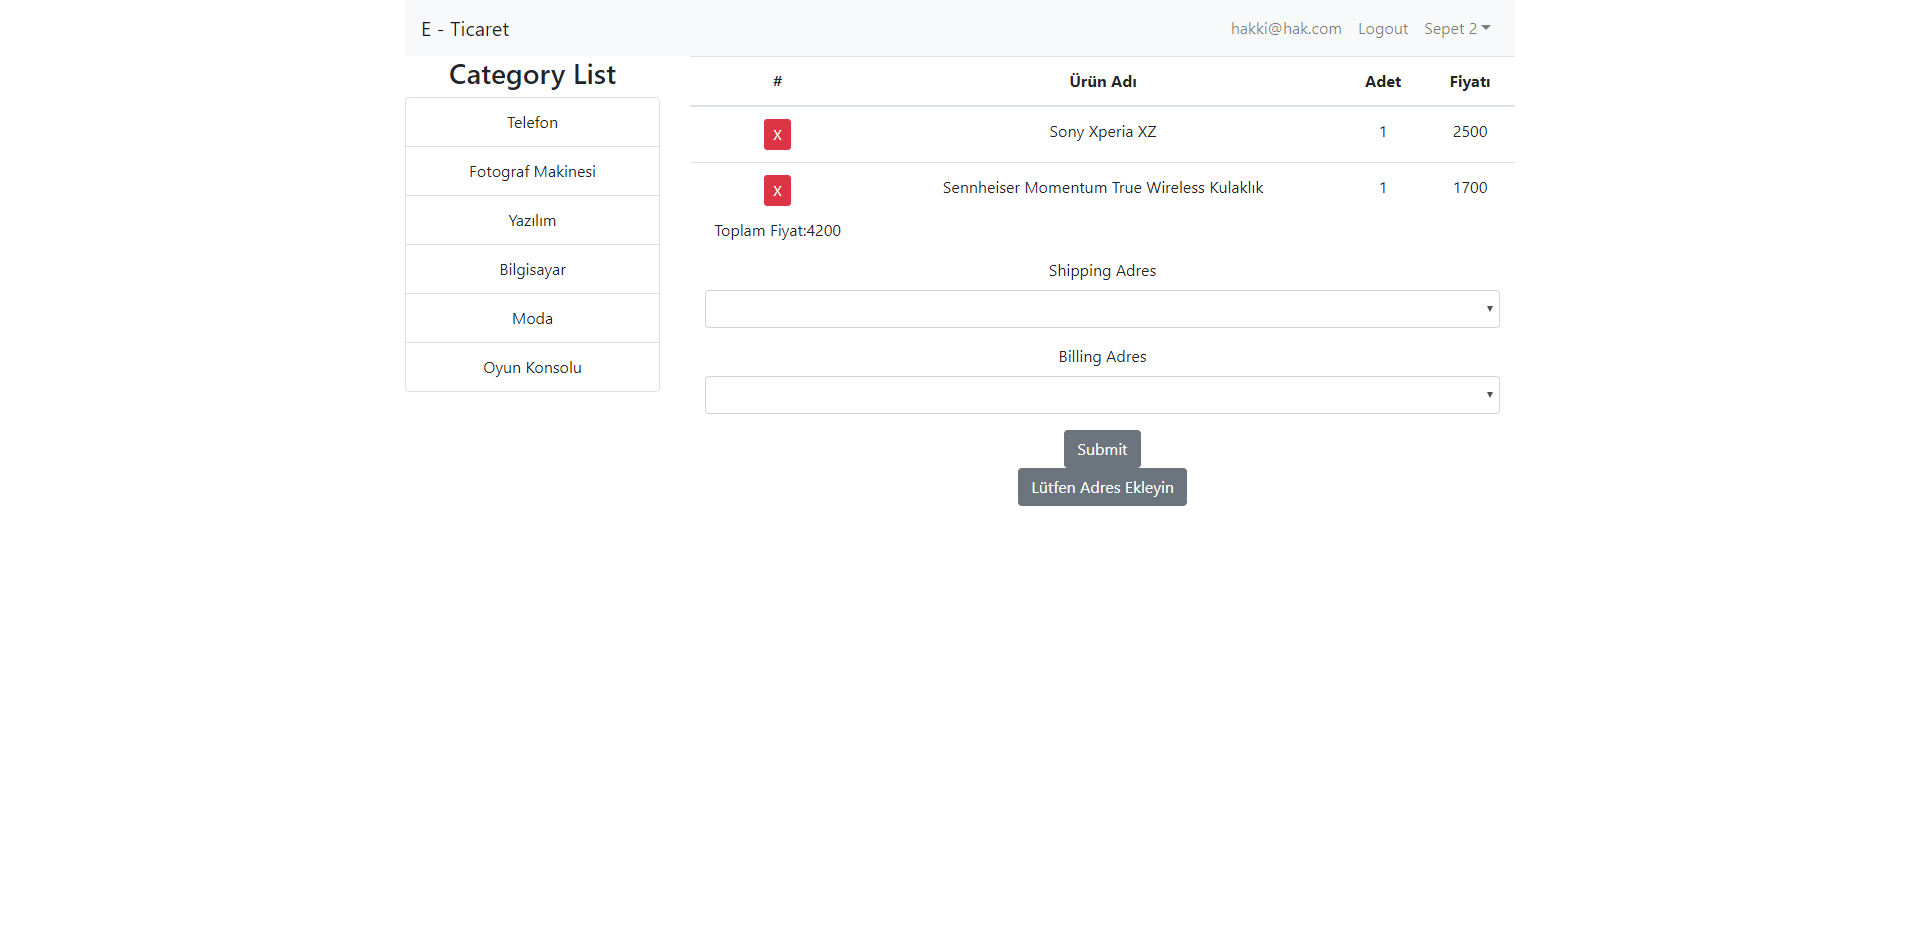 E - Ticaret
hakki@hak.com Logout Sepet 2
Category List
Telefon
Fotograf Makinesi
Yazılım
Bilgisayar
Moda
Oyun Konsolu
# Ürün Adı Adet Fiyatı
X Sony Xperia XZ 1 2500
X Sennheiser Momentum True Wireless Kulaklık 1 1700
Toplam Fiyat:4200
Shipping Adres
Billing Adres
Submit
Lütfen Adres Ekleyin